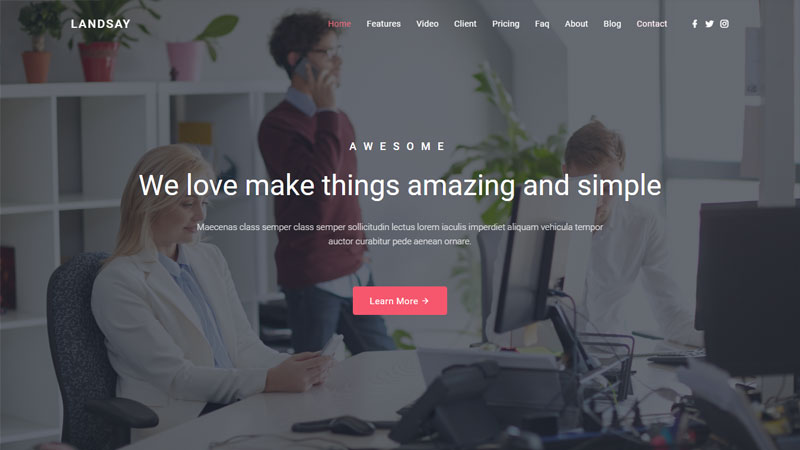 LANDSAY
Home Features Video Client Pricing Faq About Blog Contact
AWESOME
We love make things amazing and simple
Maecenas class semper class semper sollicitudin lectus lorem iaculis imperdiet aliquam vehicula tempor
auctor curabitur pede aenean ornare.
Learn More →